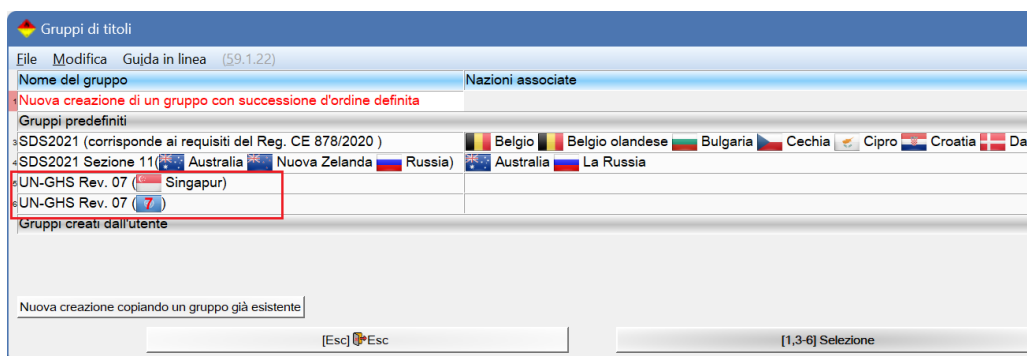 Gruppi di titoli
File Modifica Guida in linea (59.1.22)
Nome del gruppo Nazioni associate
1 Nuova creazione di un gruppo con successione d'ordine definita
Gruppi predefiniti
3 SDS2021 (corrisponde ai requisiti del Reg. CE 878/2020 ) Belgio Belgio olandese Bulgaria Cechia Cipro Croatia Da
4 SDS2021 Sezione 11( Australia Nuova Zelanda Russia) Australia La Russia
5 UN-GHS Rev. 07 ( Singapur)
6 UN-GHS Rev. 07 ( 7 )
Gruppi creati dall'utente
Nuova creazione copiando un gruppo già esistente
[Esc] Esc [1,3-6] Selezione